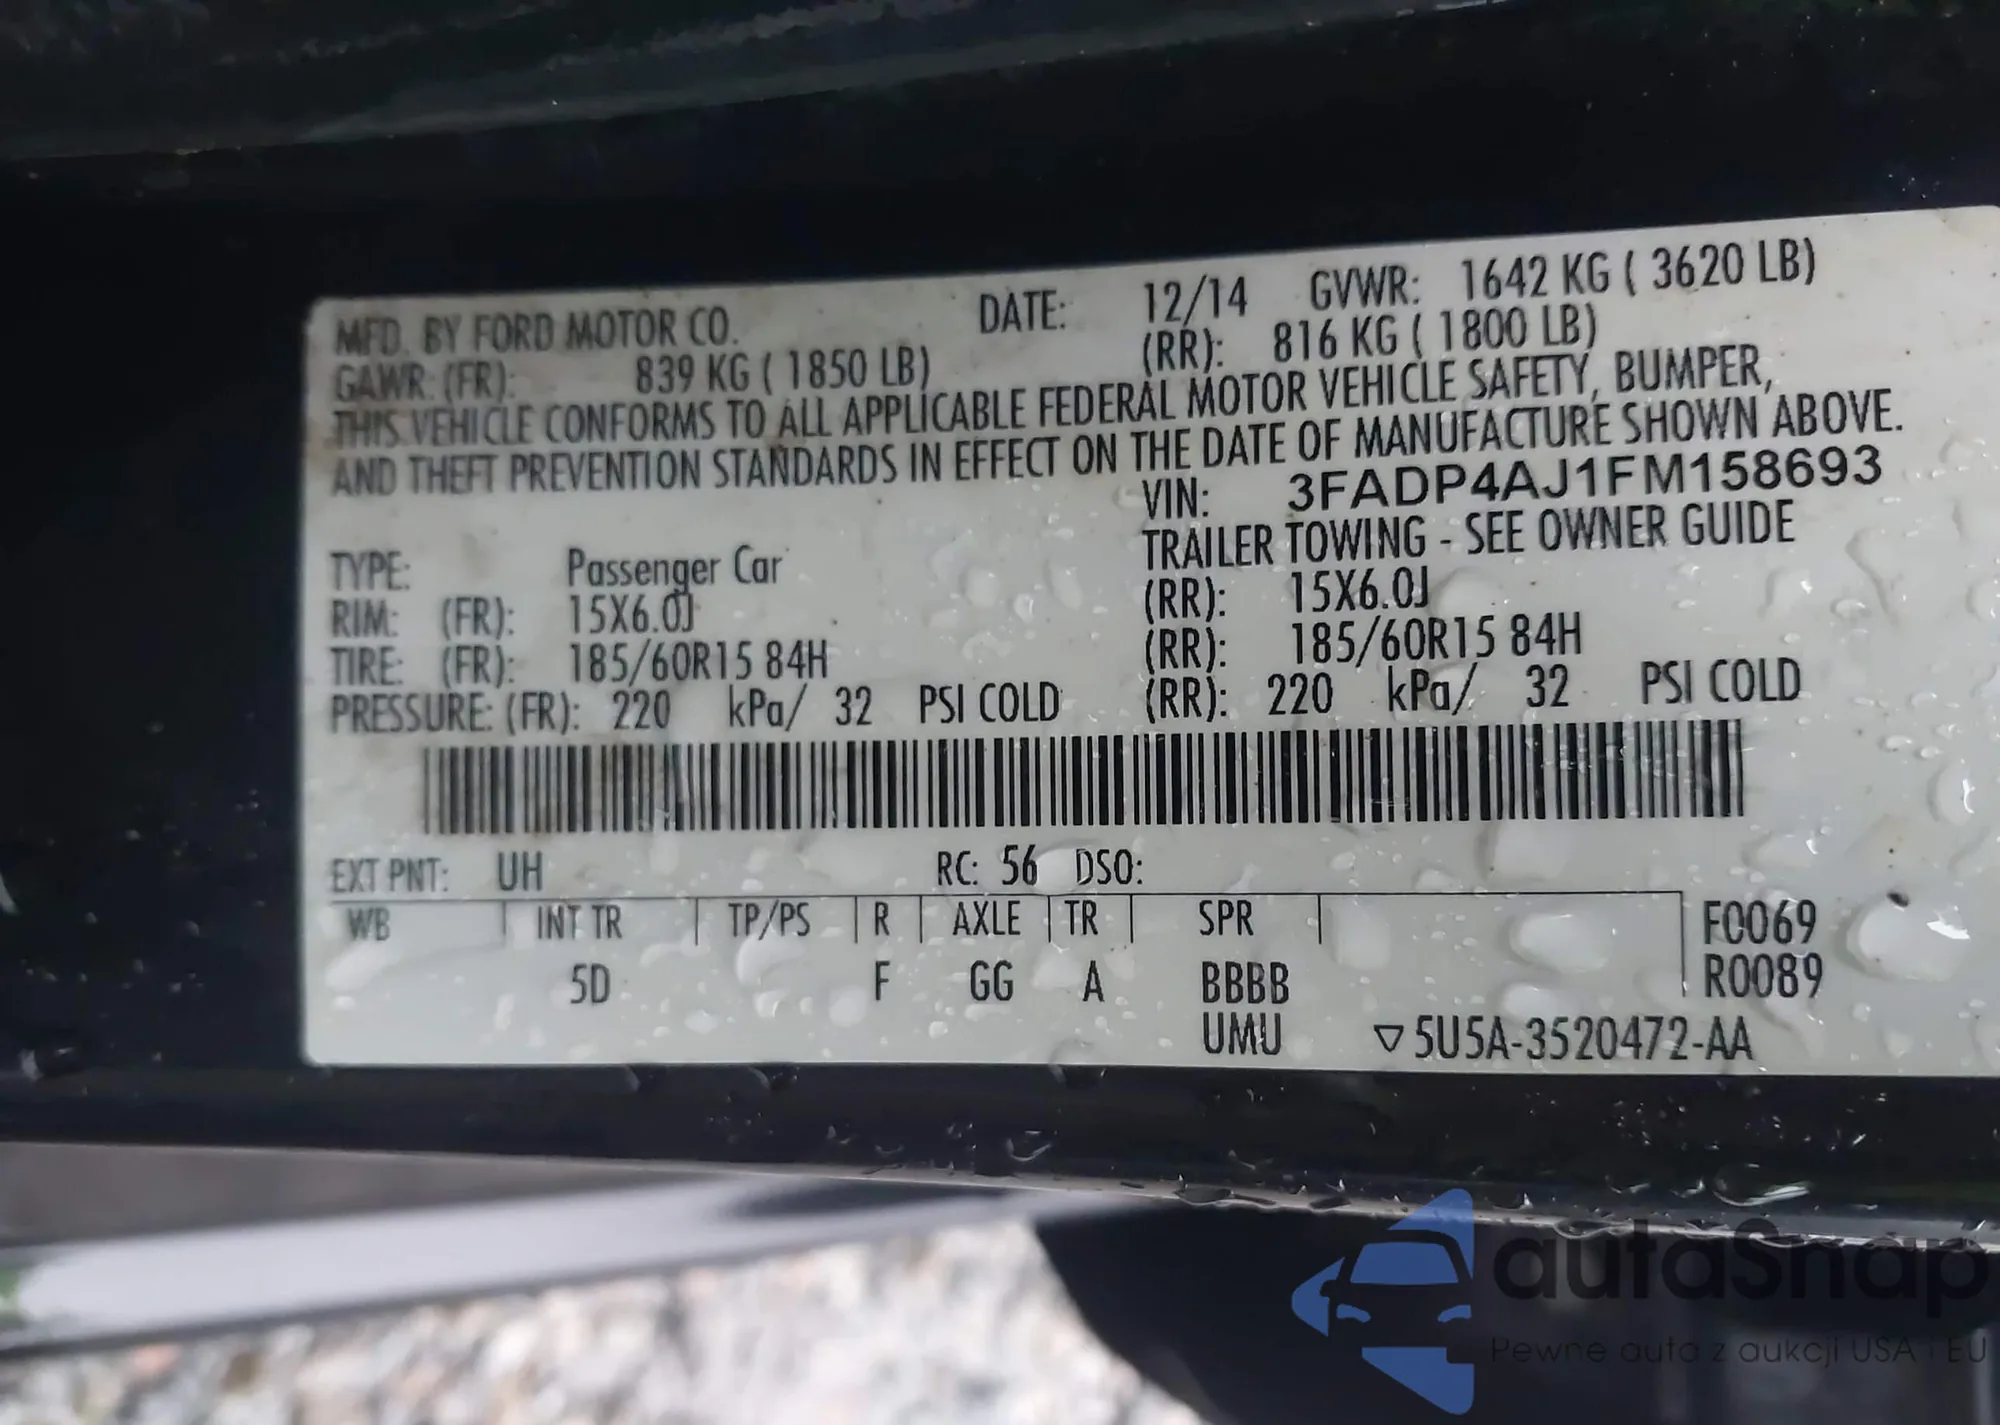 MFD. BY FORD MOTOR CO. DATE: 12/14 GVWR: 1642 KG ( 3620 LB)
GAWR: (FR): 839 KG ( 1850 LB) (RR): 816 KG ( 1800 LB)
THIS VEHICLE CONFORMS TO ALL APPLICABLE FEDERAL MOTOR VEHICLE SAFETY, BUMPER,
AND THEFT PREVENTION STANDARDS IN EFFECT ON THE DATE OF MANUFACTURE SHOWN ABOVE.
VIN: 3FADP4AJ1FM158693
TYPE: Passenger Car TRAILER TOWING - SEE OWNER GUIDE
RIM: (FR): 15X6.0J (RR): 15X6.0J
TIRE: (FR): 185/60R15 84H (RR): 185/60R15 84H
PRESSURE: (FR): 220 kPa/ 32 PSI COLD (RR): 220 kPa/ 32 PSI COLD
EXT PNT: UH RC: 56 DSO:
WB INT TR TP/PS R AXLE TR SPR F0069
5D F GG A BBBB R0089
UMU ▽5U5A-3520472-AA
autoSnap
Pewne auta z aukcji USA i EU